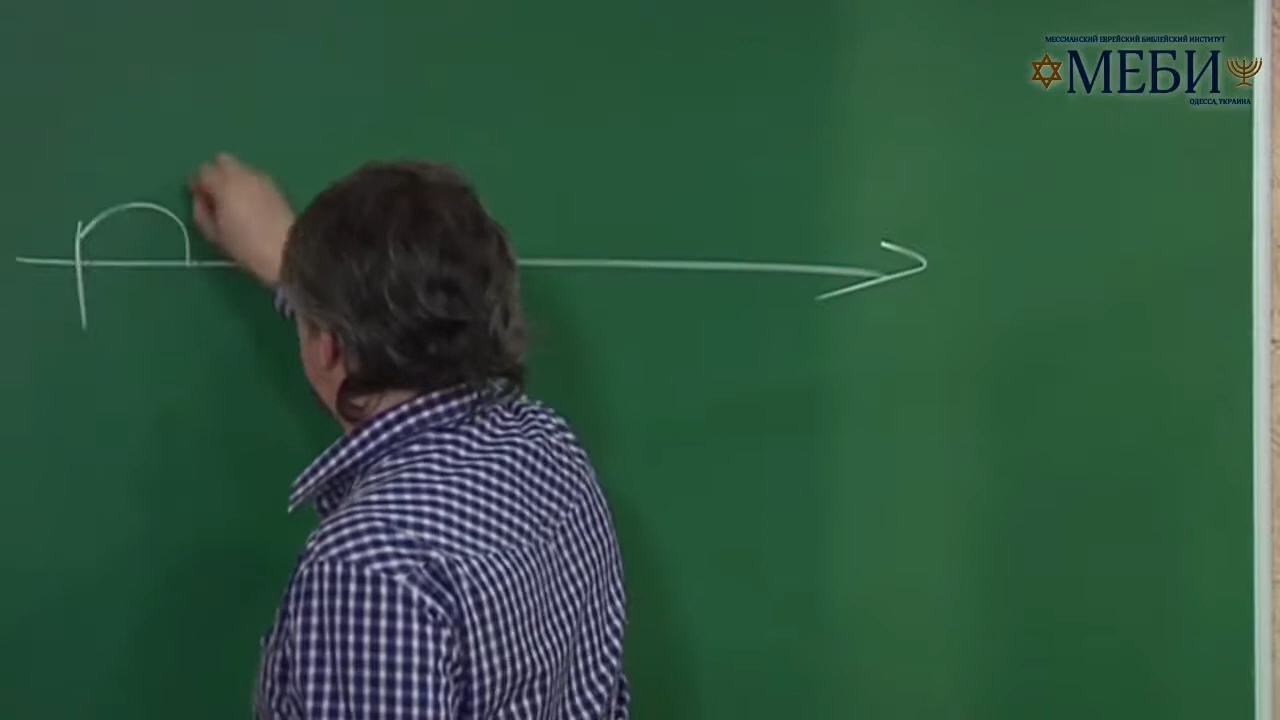 МЕССИАНСКИЙ ЕВРЕЙСКИЙ БИБЛЕЙСКИЙ ИНСТИТУТ
МЕБИ
ОДЕССА, УКРАИНА